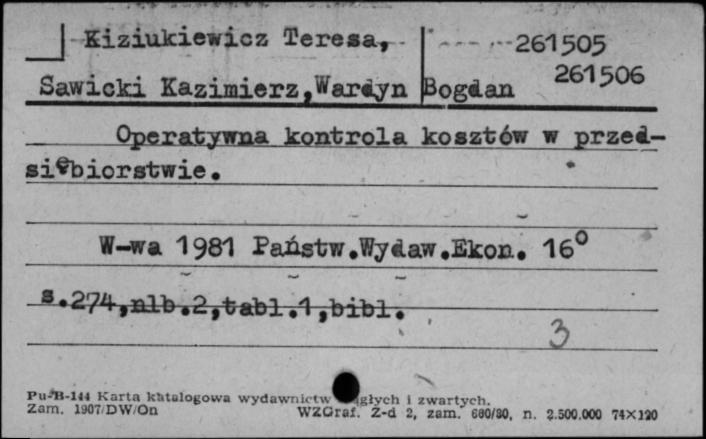 Kiziukiewicz Teresa, 261505
Sawicki Kazimierz,Wardyn Bogdan 261506
Operatywna kontrola kosztów w przed-
siębiorstwie.
W-wa 1981 Państw.Wydaw.Ekon. 16°
s.274,nlb.2,tabl.1,bibl.
3
Pu-B-144 Karta katalogowa wydawnictw ągłych i zwartych.
Zam. 1907/DW/On WZGraf. Z-d 2, zam. 680/80, n. 2.500.000 74×120